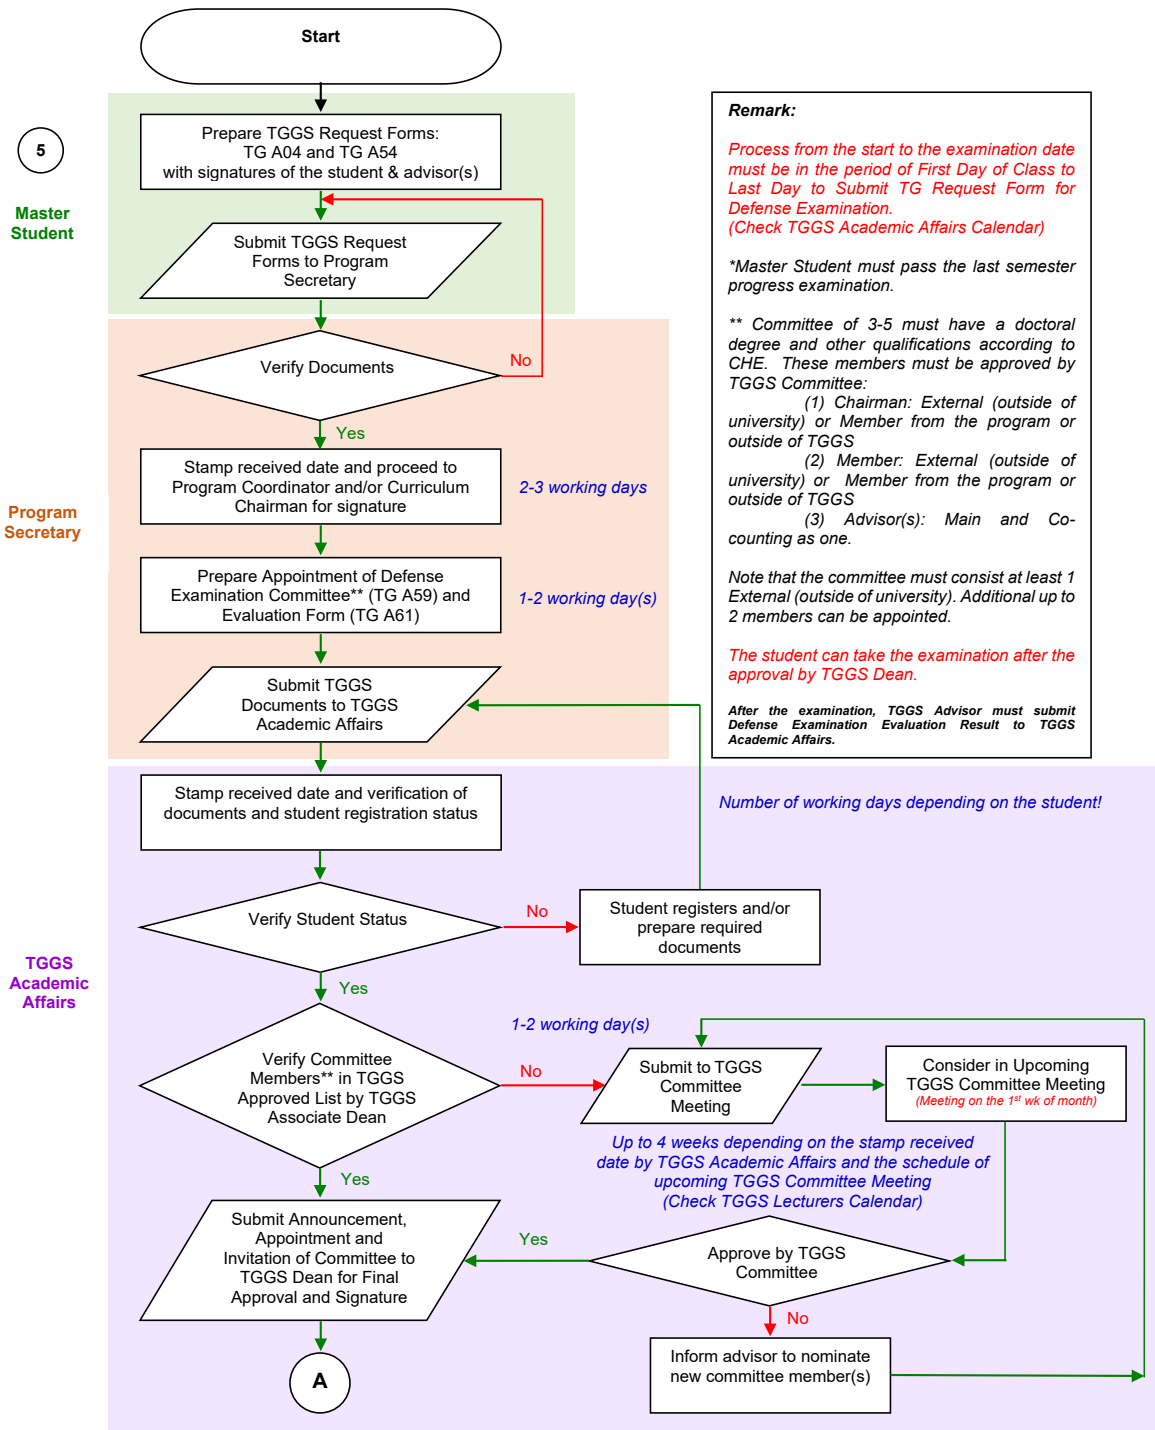 Start
5
Master
Student
Prepare TGGS Request Forms:
TG A04 and TG A54
with signatures of the student & advisor(s)
Submit TGGS Request
Forms to Program
Secretary
Remark:
Process from the start to the examination date
must be in the period of First Day of Class to
Last Day to Submit TG Request Form for
Defense Examination.
(Check TGGS Academic Affairs Calendar)
*Master Student must pass the last semester
progress examination.
** Committee of 3-5 must have a doctoral
degree and other qualifications according to
CHE. These members must be approved by
TGGS Committee:
(1) Chairman: External (outside of
university) or Member from the program or
outside of TGGS
(2) Member: External (outside of
university) or Member from the program or
outside of TGGS
(3) Advisor(s): Main and Co-
counting as one.
Note that the committee must consist at least 1
External (outside of university). Additional up to
2 members can be appointed.
The student can take the examination after the
approval by TGGS Dean.
After the examination, TGGS Advisor must submit
Defense Examination Evaluation Result to TGGS
Academic Affairs.
Program
Secretary
Verify Documents
No
Yes
Stamp received date and proceed to
Program Coordinator and/or Curriculum
Chairman for signature
2-3 working days
Prepare Appointment of Defense
Examination Committee** (TG A59) and
Evaluation Form (TG A61)
1-2 working day(s)
Submit TGGS
Documents to TGGS
Academic Affairs
TGGS
Academic
Affairs
Stamp received date and verification of
documents and student registration status
Number of working days depending on the student!
Verify Student Status
No
Student registers and/or
prepare required
documents
Yes
1-2 working day(s)
Verify Committee
Members** in TGGS
Approved List by TGGS
Associate Dean
No
Submit to TGGS
Committee
Meeting
Consider in Upcoming
TGGS Committee Meeting
(Meeting on the 1st wk of month)
Up to 4 weeks depending on the stamp received
date by TGGS Academic Affairs and the schedule of
upcoming TGGS Committee Meeting
(Check TGGS Lecturers Calendar)
Yes
Submit Announcement,
Appointment and
Invitation of Committee to
TGGS Dean for Final
Approval and Signature
Yes
Approve by TGGS
Committee
No
Inform advisor to nominate
new committee member(s)
A